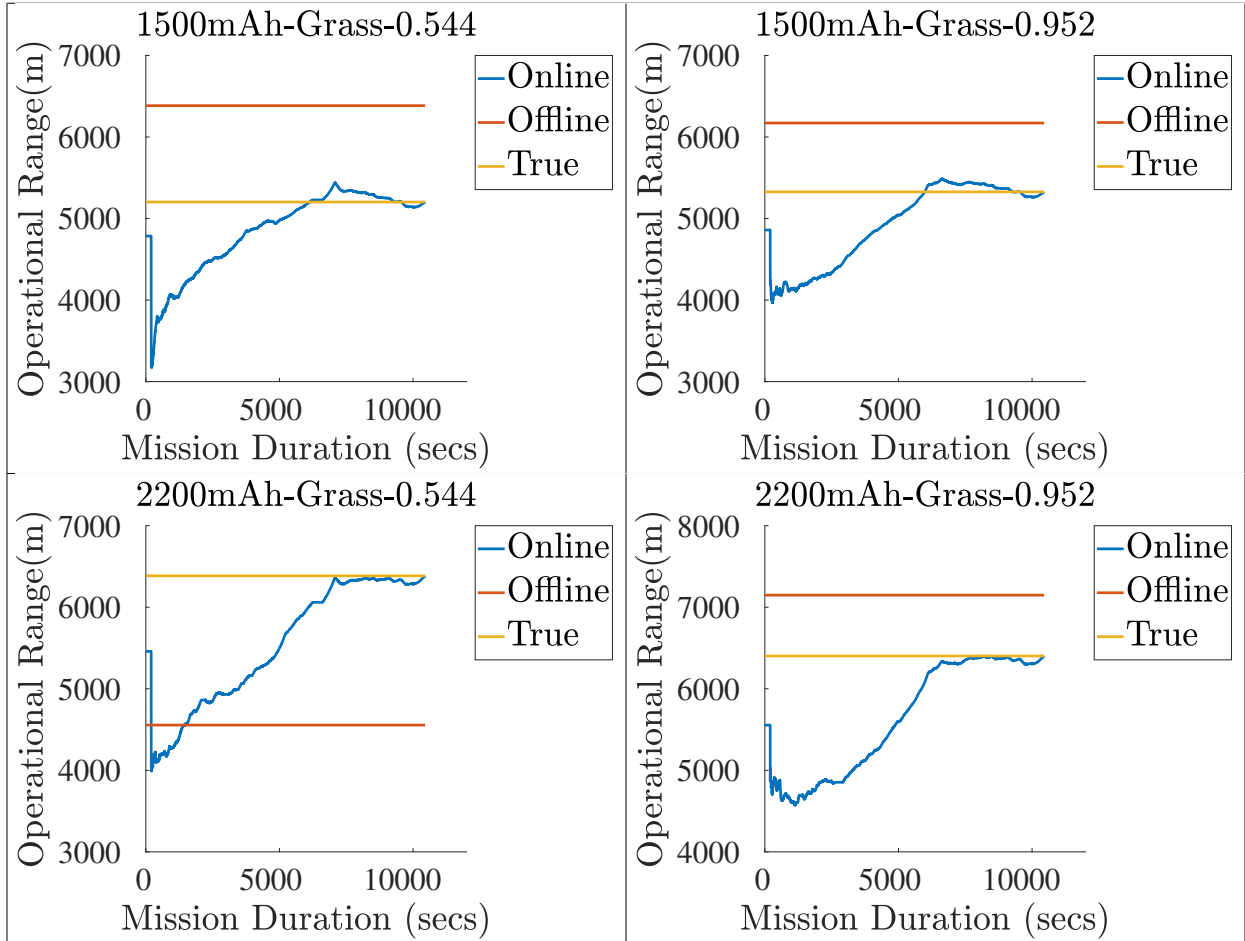 1500mAh-Grass-0.544
7000
6000
5000
4000
3000
Operational Range(m)
0
5000
10000
Mission Duration (secs)
Online
Offline
True
1500mAh-Grass-0.952
7000
6000
5000
4000
3000
Operational Range(m)
0
5000
10000
Mission Duration (secs)
Online
Offline
True
2200mAh-Grass-0.544
7000
6000
5000
4000
3000
Operational Range(m)
0
5000
10000
Mission Duration (secs)
Online
Offline
True
2200mAh-Grass-0.952
8000
7000
6000
5000
4000
Operational Range(m)
0
5000
10000
Mission Duration (secs)
Online
Offline
True